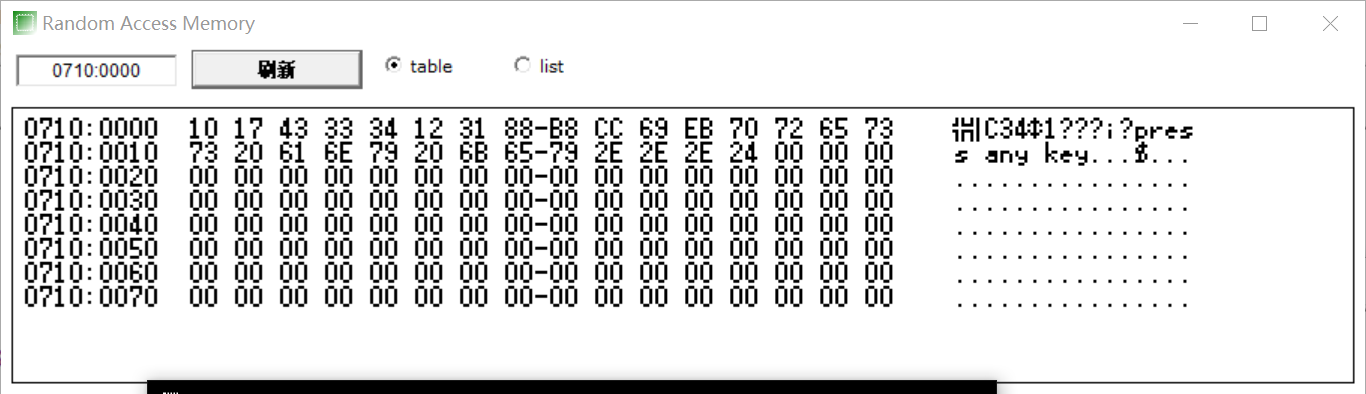 Random Access Memory
0710:0000 刷新 table list
0710:0000 10 17 43 33 34 12 31 88-B8 CC 69 EB 70 72 65 73 C34↕1???i?pres
0710:0010 73 20 61 6E 79 20 6B 65-79 2E 2E 2E 24 00 00 00 s any key...$...
0710:0020 00 00 00 00 00 00 00 00-00 00 00 00 00 00 00 00 ................
0710:0030 00 00 00 00 00 00 00 00-00 00 00 00 00 00 00 00 ................
0710:0040 00 00 00 00 00 00 00 00-00 00 00 00 00 00 00 00 ................
0710:0050 00 00 00 00 00 00 00 00-00 00 00 00 00 00 00 00 ................
0710:0060 00 00 00 00 00 00 00 00-00 00 00 00 00 00 00 00 ................
0710:0070 00 00 00 00 00 00 00 00-00 00 00 00 00 00 00 00 ................